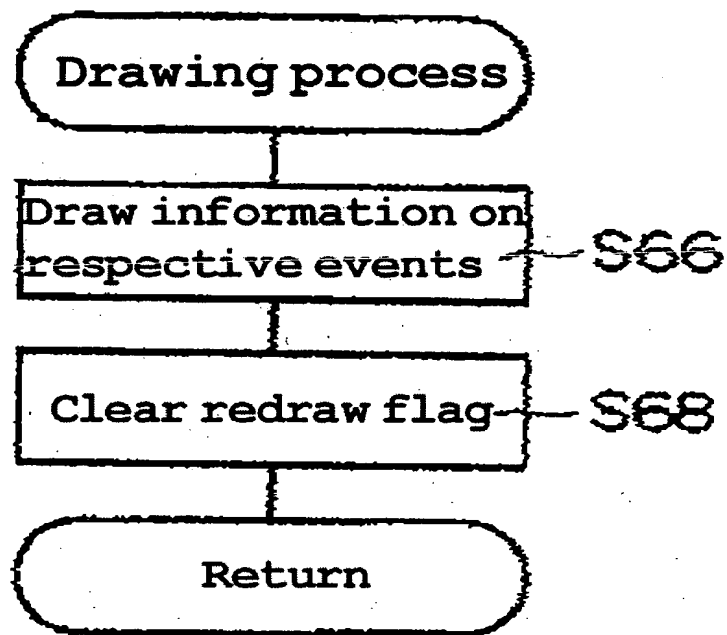 Drawing process
Draw information on
respective events
S66
Clear redraw flag
S68
Return